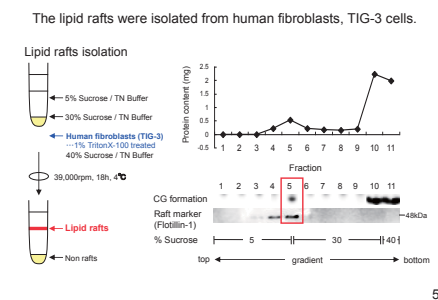 The lipid rafts were isolated from human fibroblasts, TIG-3 cells.
Lipid rafts isolation
5% Sucrose / TN Buffer
30% Sucrose / TN Buffer
Human fibroblasts (TIG-3)
···1% TritonX-100 treated
40% Sucrose / TN Buffer
39,000rpm, 18h, 4℃
Lipid rafts
Non rafts
Protein content (mg)
2.5
2
1.5
1
0.5
0
-0.5
1 2 3 4 5 6 7 8 9 10 11
Fraction
1 2 3 4 5 6 7 8 9 10 11
CG formation
Raft marker
(Flotillin-1)
48kDa
% Sucrose 5 30 40
top gradient bottom
5